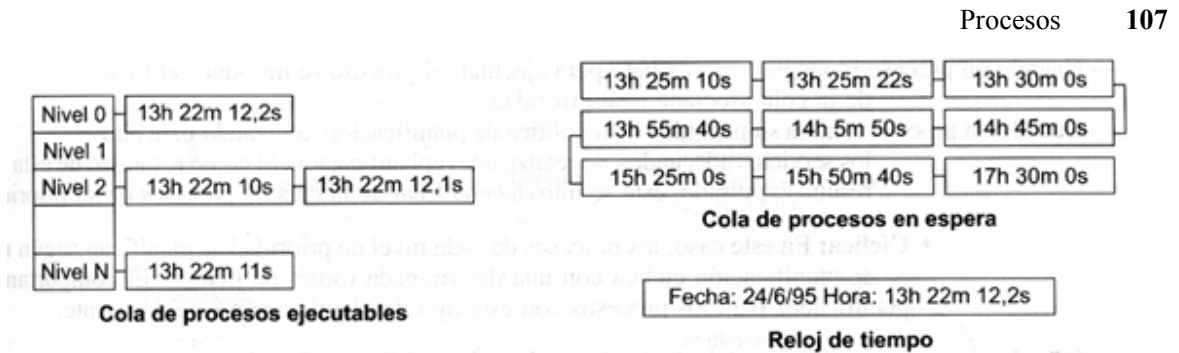 Procesos 107
Nivel 0 13h 22m 12,2s
Nivel 1
Nivel 2 13h 22m 10s 13h 22m 12,1s
Nivel N 13h 22m 11s
Cola de procesos ejecutables
13h 25m 10s 13h 25m 22s 13h 30m 0s
13h 55m 40s 14h 5m 50s 14h 45m 0s
15h 25m 0s 15h 50m 40s 17h 30m 0s
Cola de procesos en espera
Fecha: 24/6/95 Hora: 13h 22m 12,2s
Reloj de tiempo